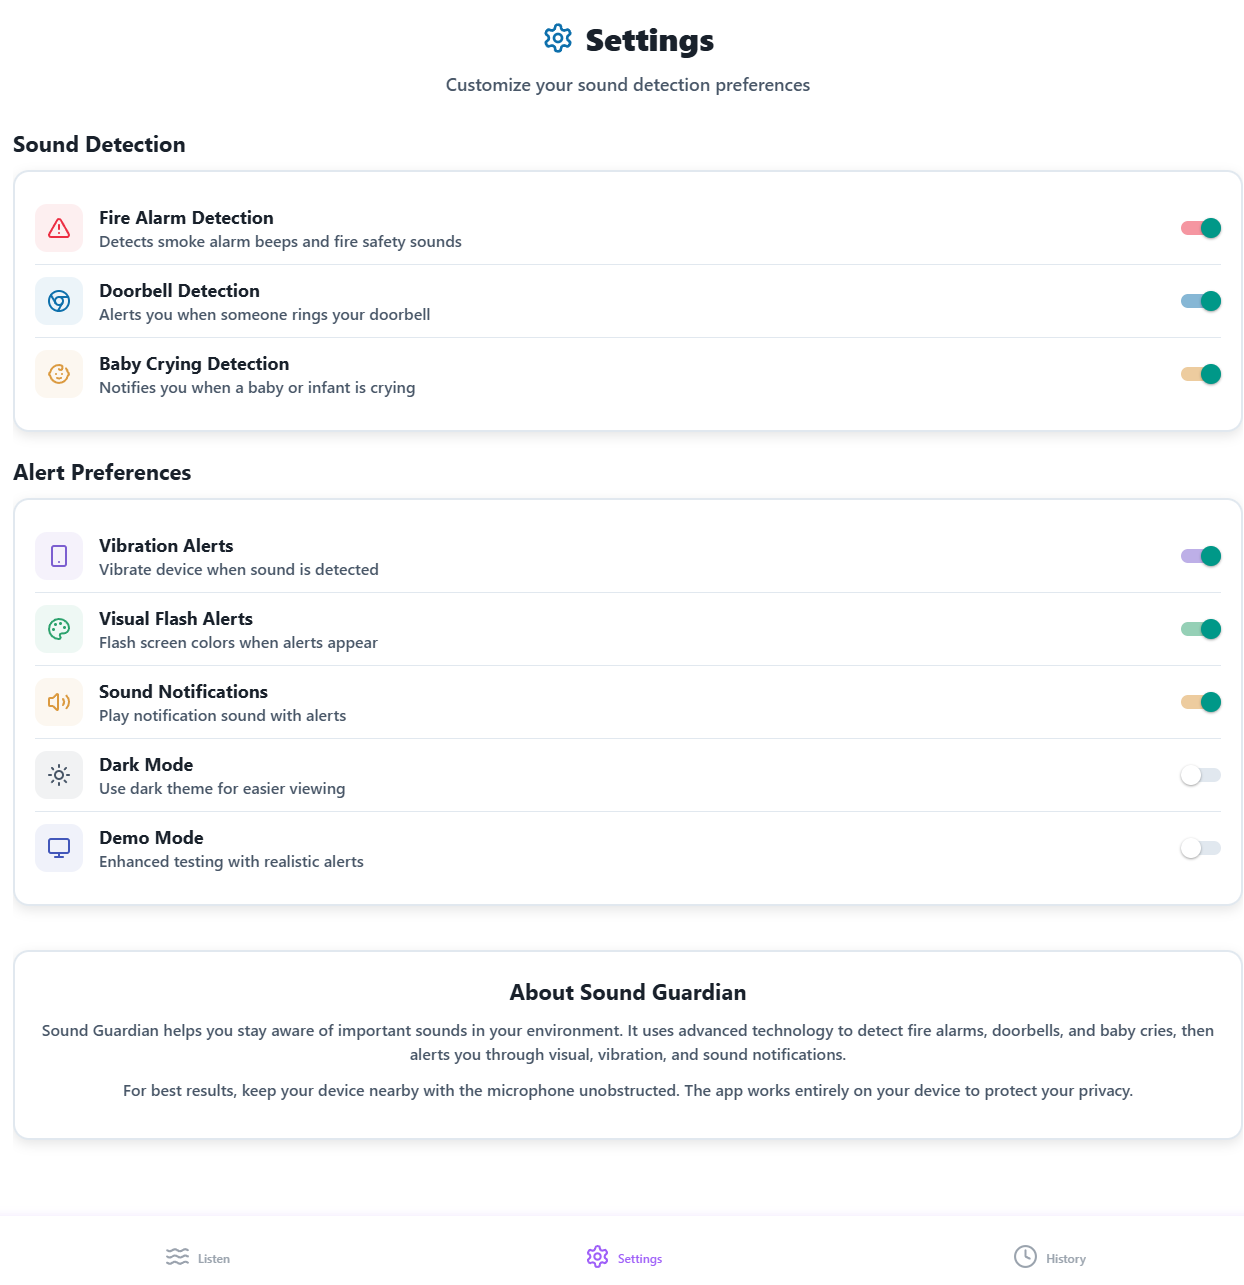 Settings
Customize your sound detection preferences
Sound Detection
Fire Alarm Detection
Detects smoke alarm beeps and fire safety sounds
Doorbell Detection
Alerts you when someone rings your doorbell
Baby Crying Detection
Notifies you when a baby or infant is crying
Alert Preferences
Vibration Alerts
Vibrate device when sound is detected
Visual Flash Alerts
Flash screen colors when alerts appear
Sound Notifications
Play notification sound with alerts
Dark Mode
Use dark theme for easier viewing
Demo Mode
Enhanced testing with realistic alerts
About Sound Guardian
Sound Guardian helps you stay aware of important sounds in your environment. It uses advanced technology to detect fire alarms, doorbells, and baby cries, then
alerts you through visual, vibration, and sound notifications.
For best results, keep your device nearby with the microphone unobstructed. The app works entirely on your device to protect your privacy.
Listen
Settings
History